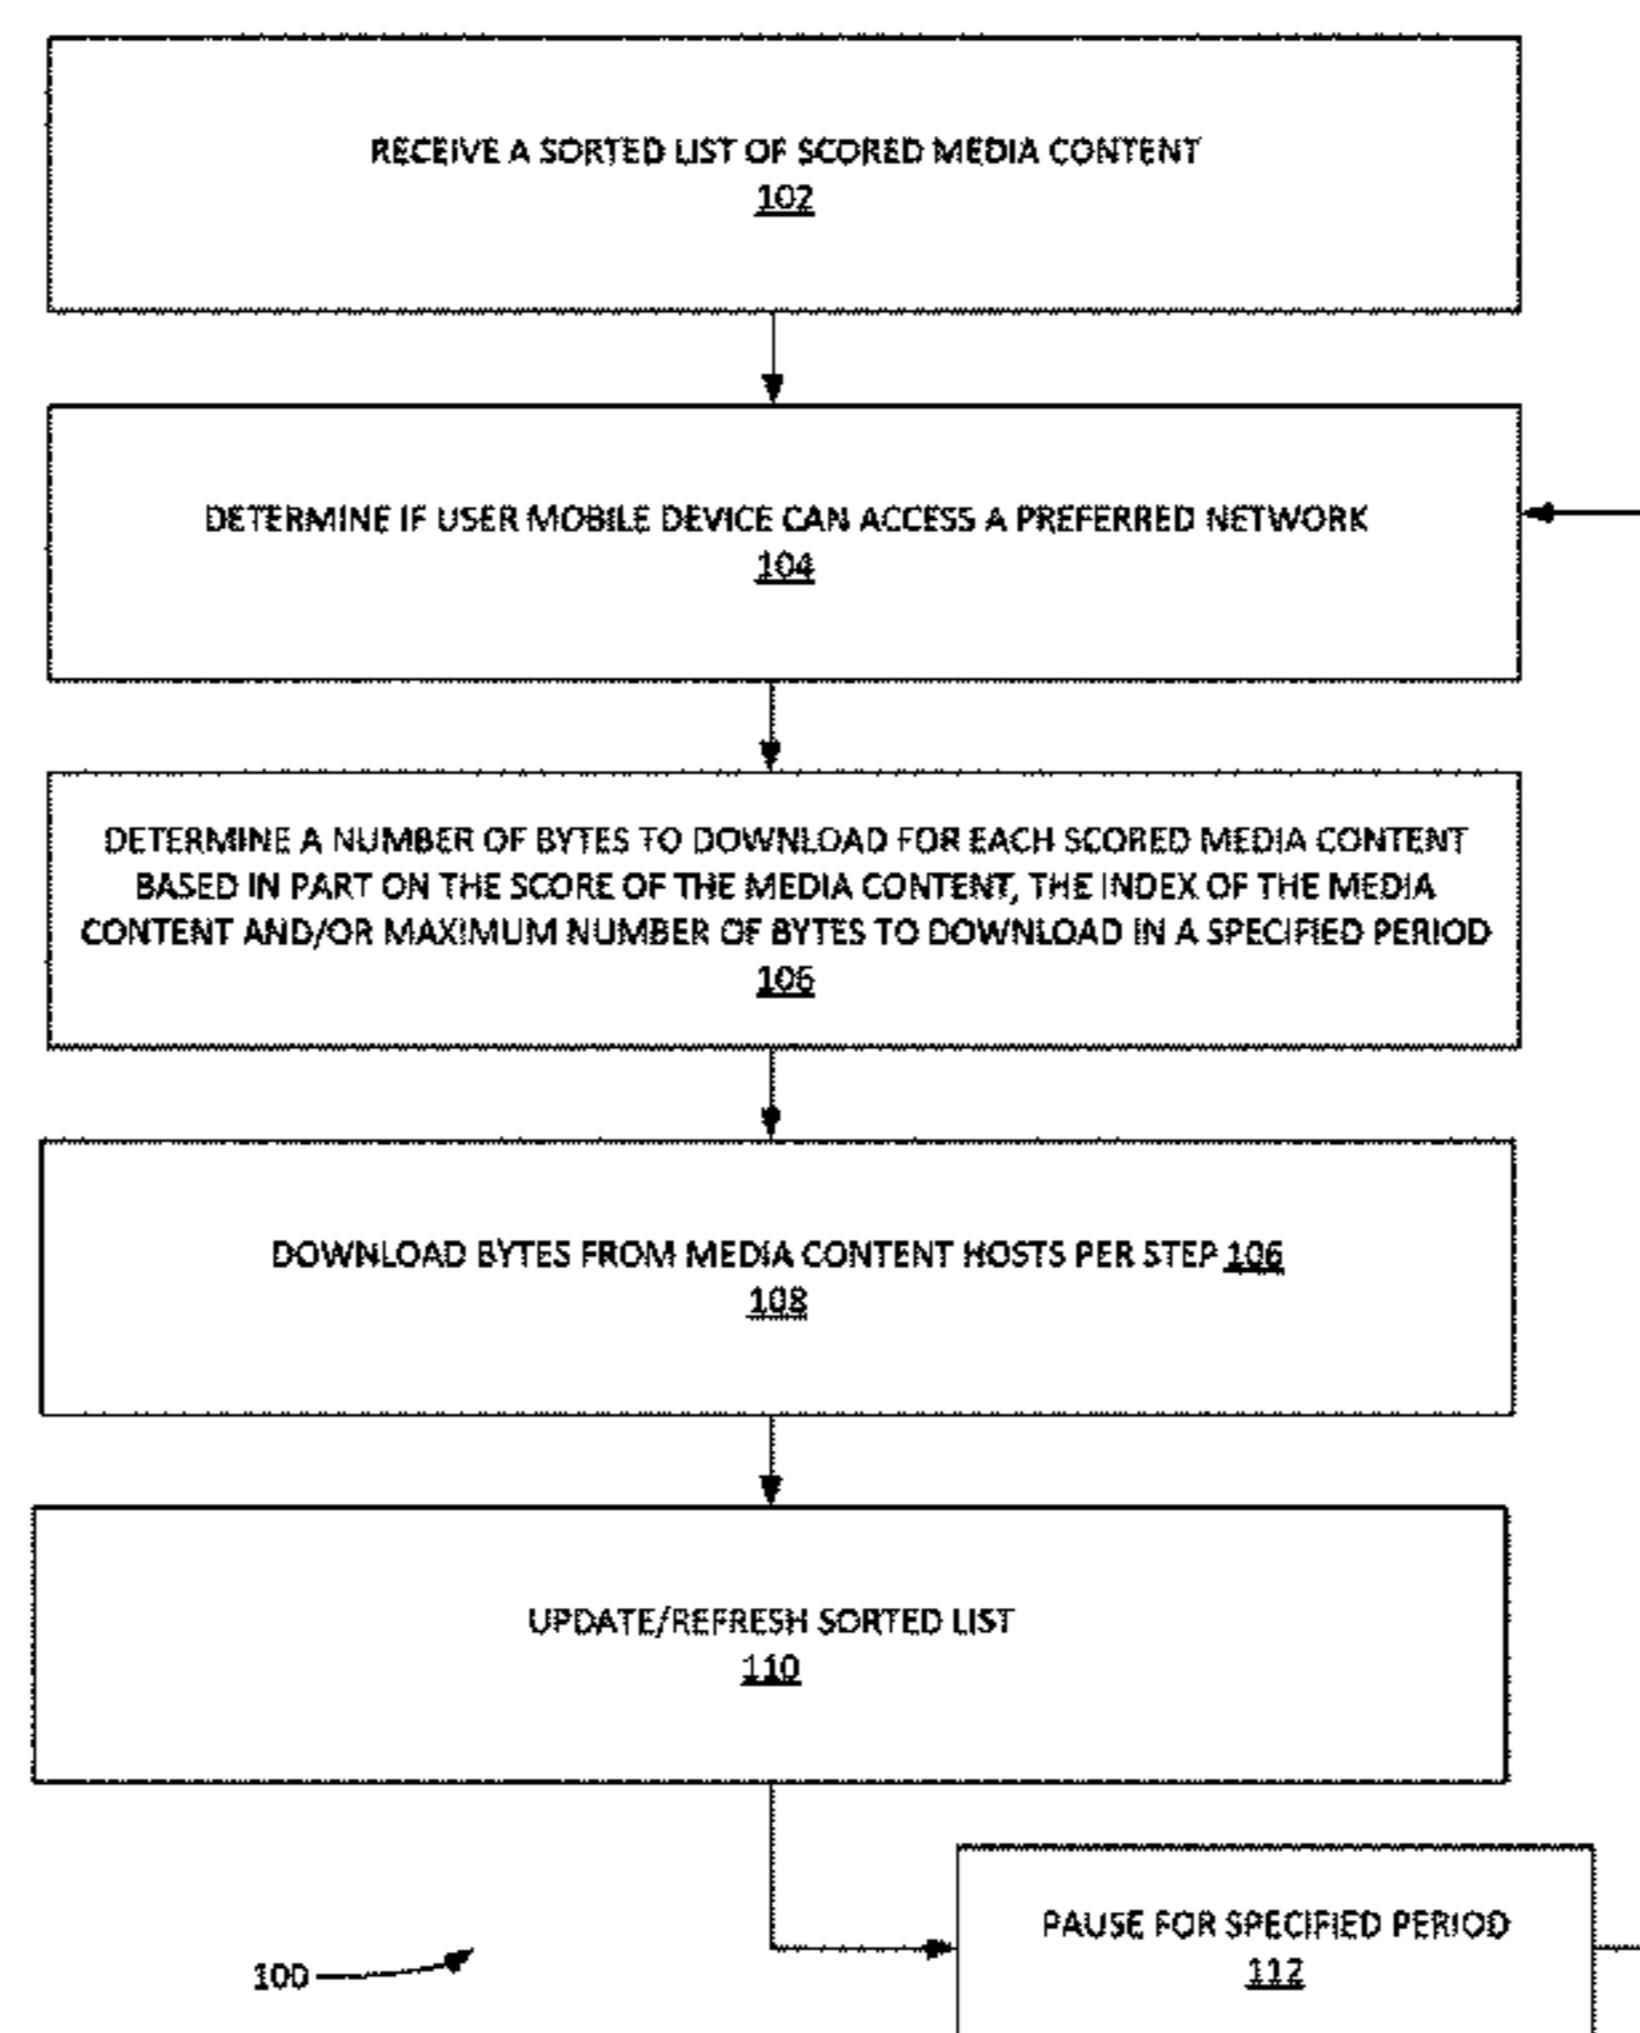 RECEIVE A SORTED LIST OF SCORED MEDIA CONTENT
102
DETERMINE IF USER MOBILE DEVICE CAN ACCESS A PREFERRED NETWORK
104
DETERMINE A NUMBER OF BYTES TO DOWNLOAD FOR EACH SCORED MEDIA CONTENT
BASED IN PART ON THE SCORE OF THE MEDIA CONTENT, THE INDEX OF THE MEDIA
CONTENT AND/OR MAXIMUM NUMBER OF BYTES TO DOWNLOAD IN A SPECIFIED PERIOD
106
DOWNLOAD BYTES FROM MEDIA CONTENT HOSTS PER STEP 106
108
UPDATE/REFRESH SORTED LIST
110
PAUSE FOR SPECIFIED PERIOD
112
100